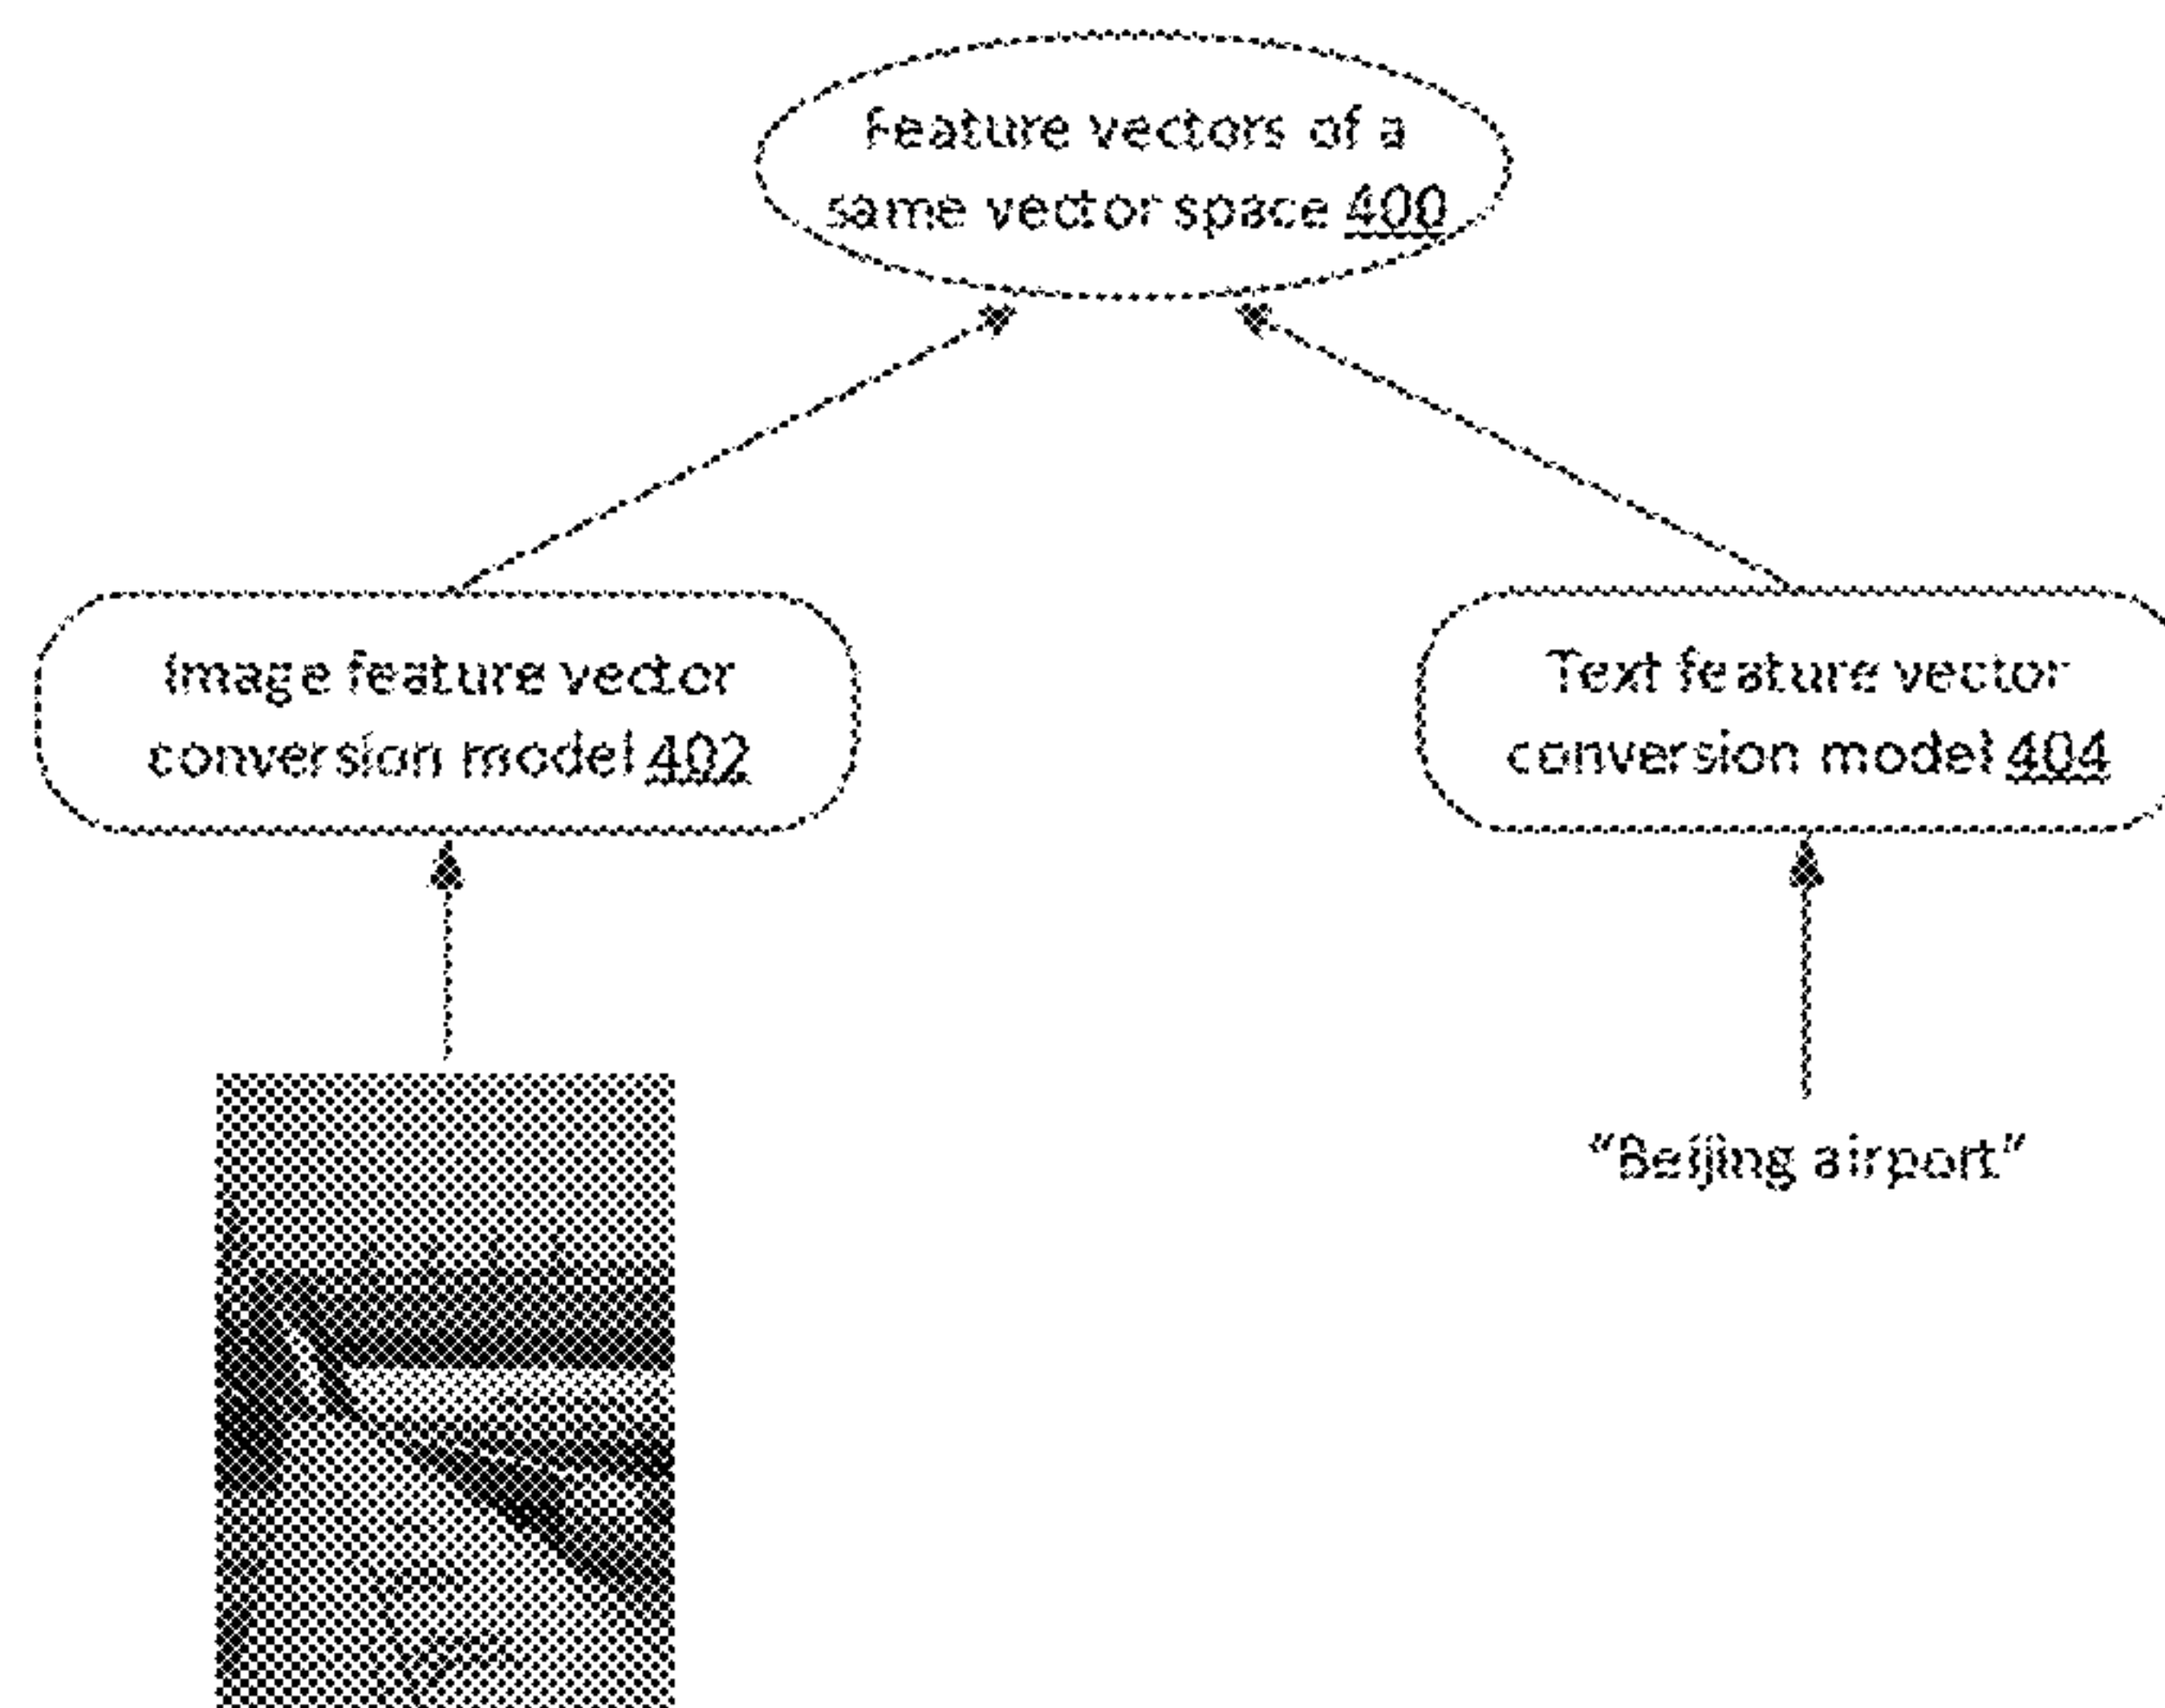 Feature vectors of a
same vector space 400
Image feature vector
conversion model 402
Text feature vector
conversion model 404
“Beijing airport”